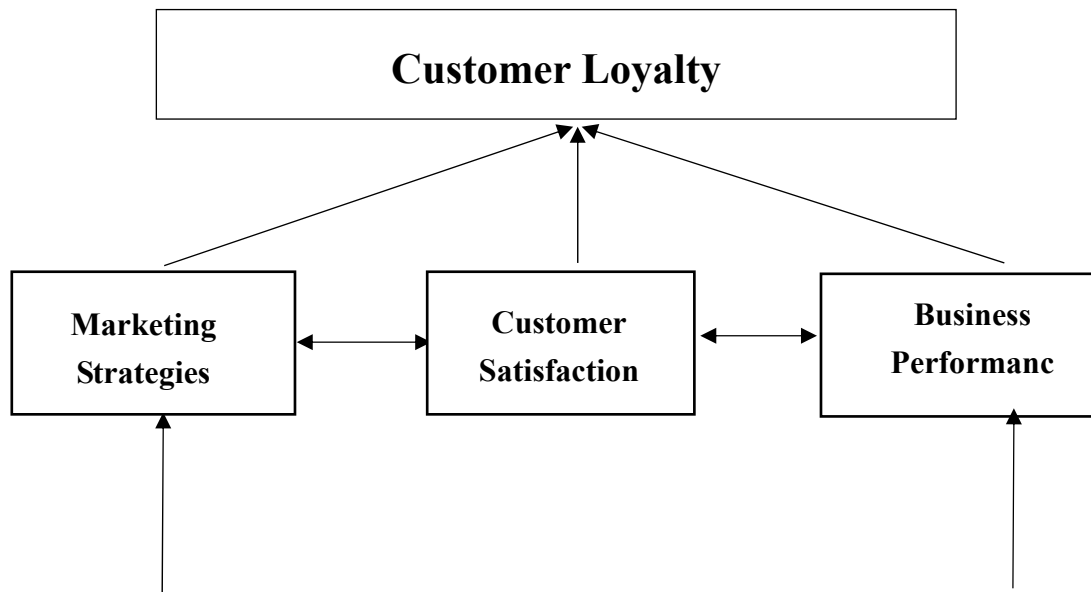 Customer Loyalty
Marketing
Strategies
Customer
Satisfaction
Business
Performanc